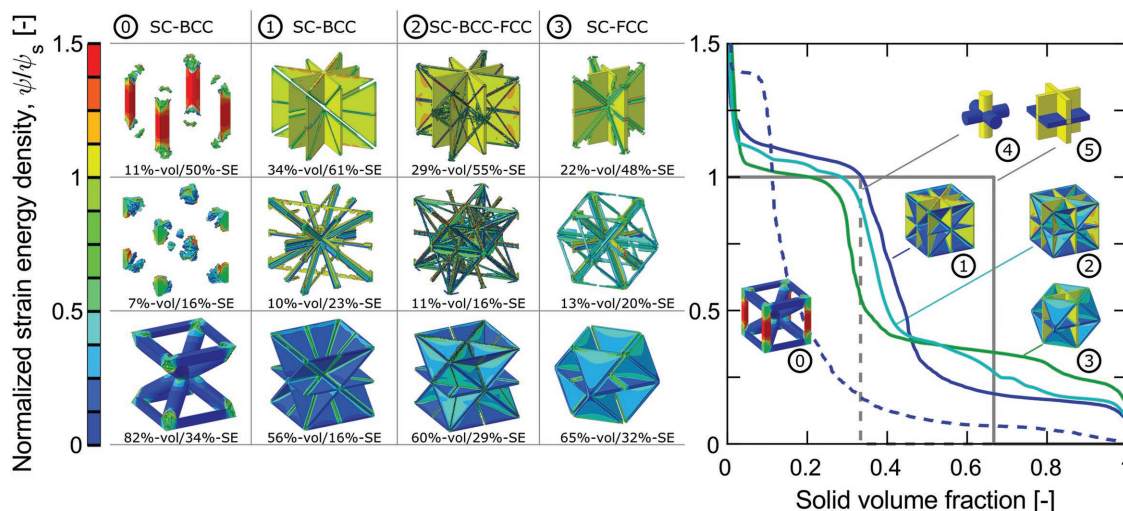 Normalized strain energy density, ψ/ψs [-]
1.5
1
0.5
0
⓪ SC-BCC
① SC-BCC
② SC-BCC-FCC
③ SC-FCC
11%-vol/50%-SE
34%-vol/61%-SE
29%-vol/55%-SE
22%-vol/48%-SE
7%-vol/16%-SE
10%-vol/23%-SE
11%-vol/16%-SE
13%-vol/20%-SE
82%-vol/34%-SE
56%-vol/16%-SE
60%-vol/29%-SE
65%-vol/32%-SE
1.5
1
0.5
0
④
⑤
①
②
⓪
③
0
0.2
0.4
0.6
0.8
Solid volume fraction [-]